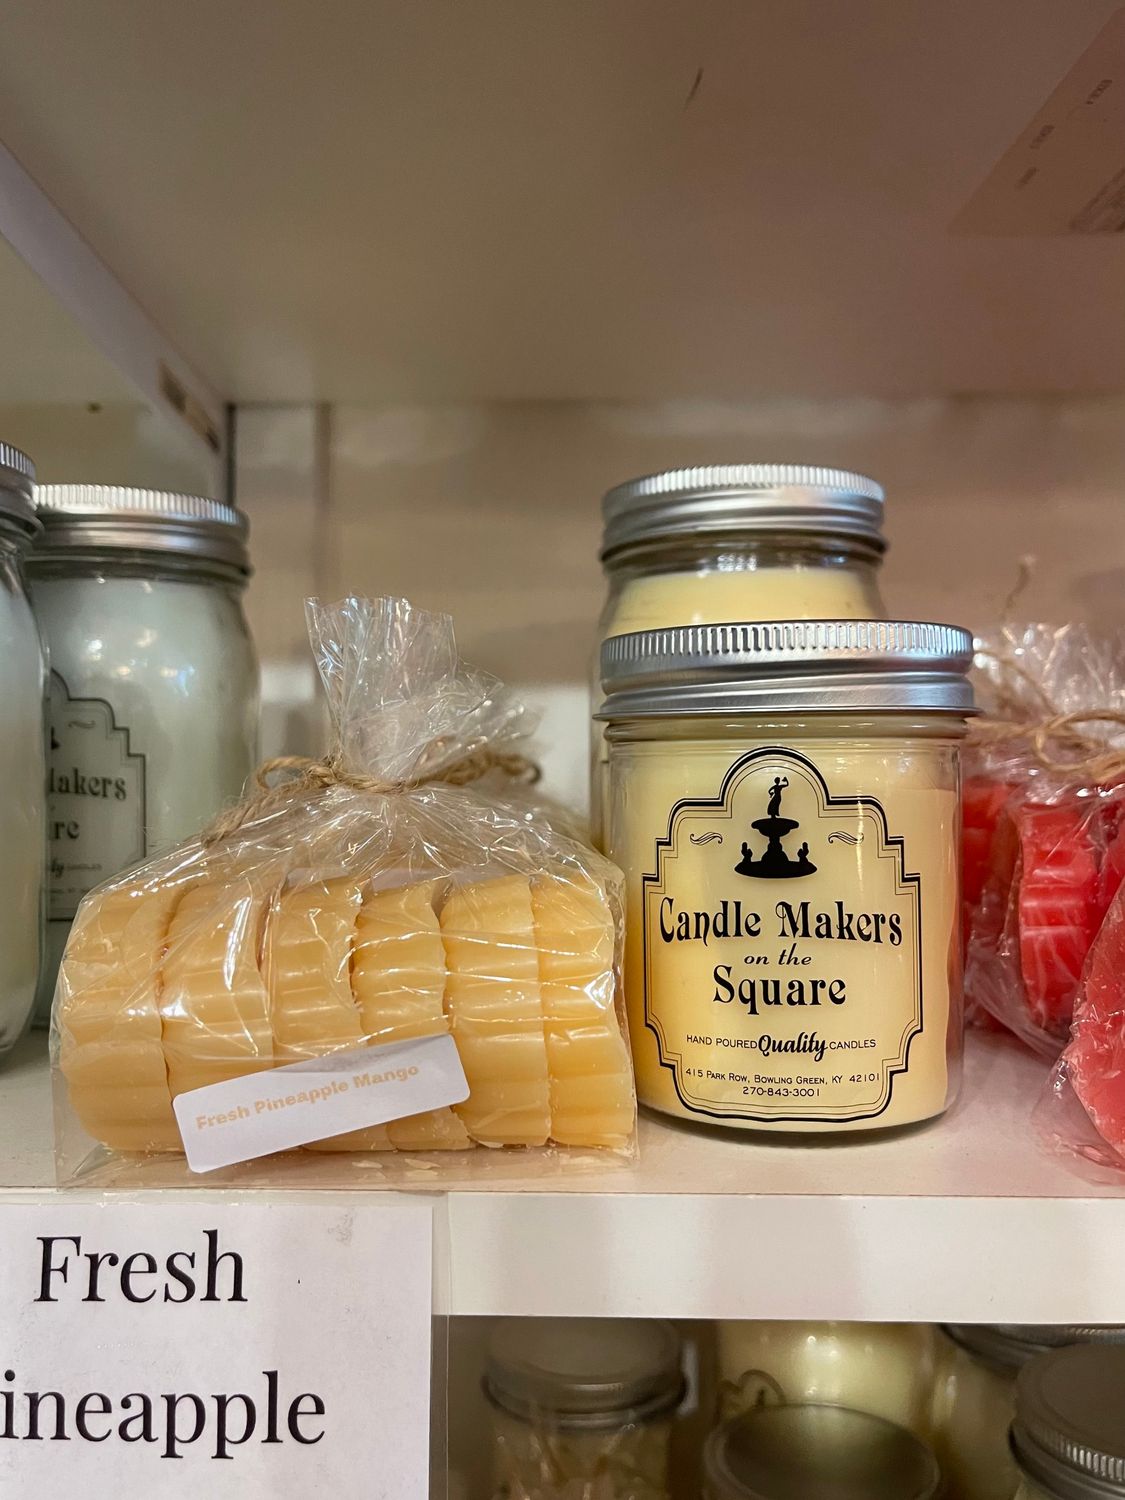 Makers
re
Candle Makers
on the
Square
HAND POURED Quality CANDLES
415 Park Row, Bowling Green, KY 42101
270-843-3001
Fresh Pineapple Mango
Fresh
ineapple